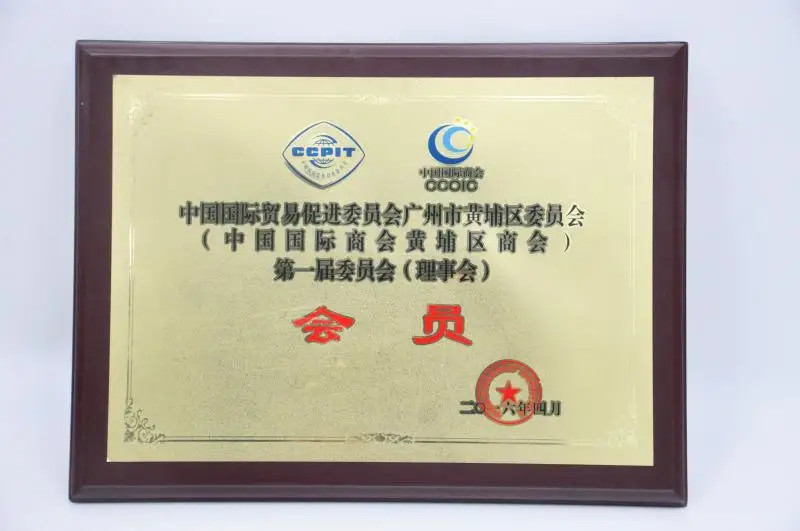 CCPIT
中国国际商会
CCOIC
中国国际贸易促进委员会广州市黄埔区委员会
（中国国际商会黄埔区商会）
第一届委员会（理事会）
会员
二〇一六年四月